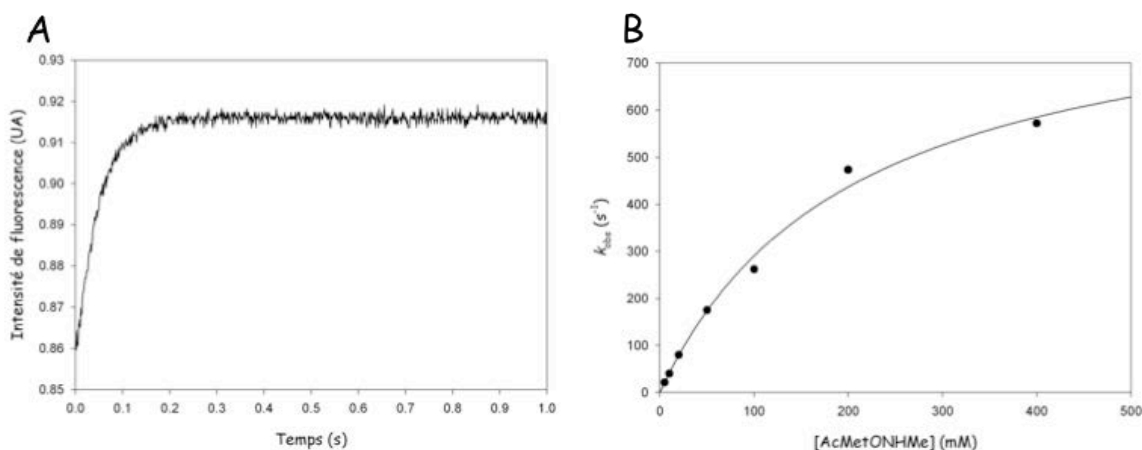 A
0.93
0.92
0.91
0.90
0.89
0.88
0.87
0.86
0.85
Intensité de fluorescence (UA)
0.0 0.1 0.2 0.3 0.4 0.5 0.6 0.7 0.8 0.9 1.0
Temps (s)
B
700
600
500
400
300
200
100
0
kobs (s-1)
0 100 200 300 400 500
[AcMetONHMe] (mM)